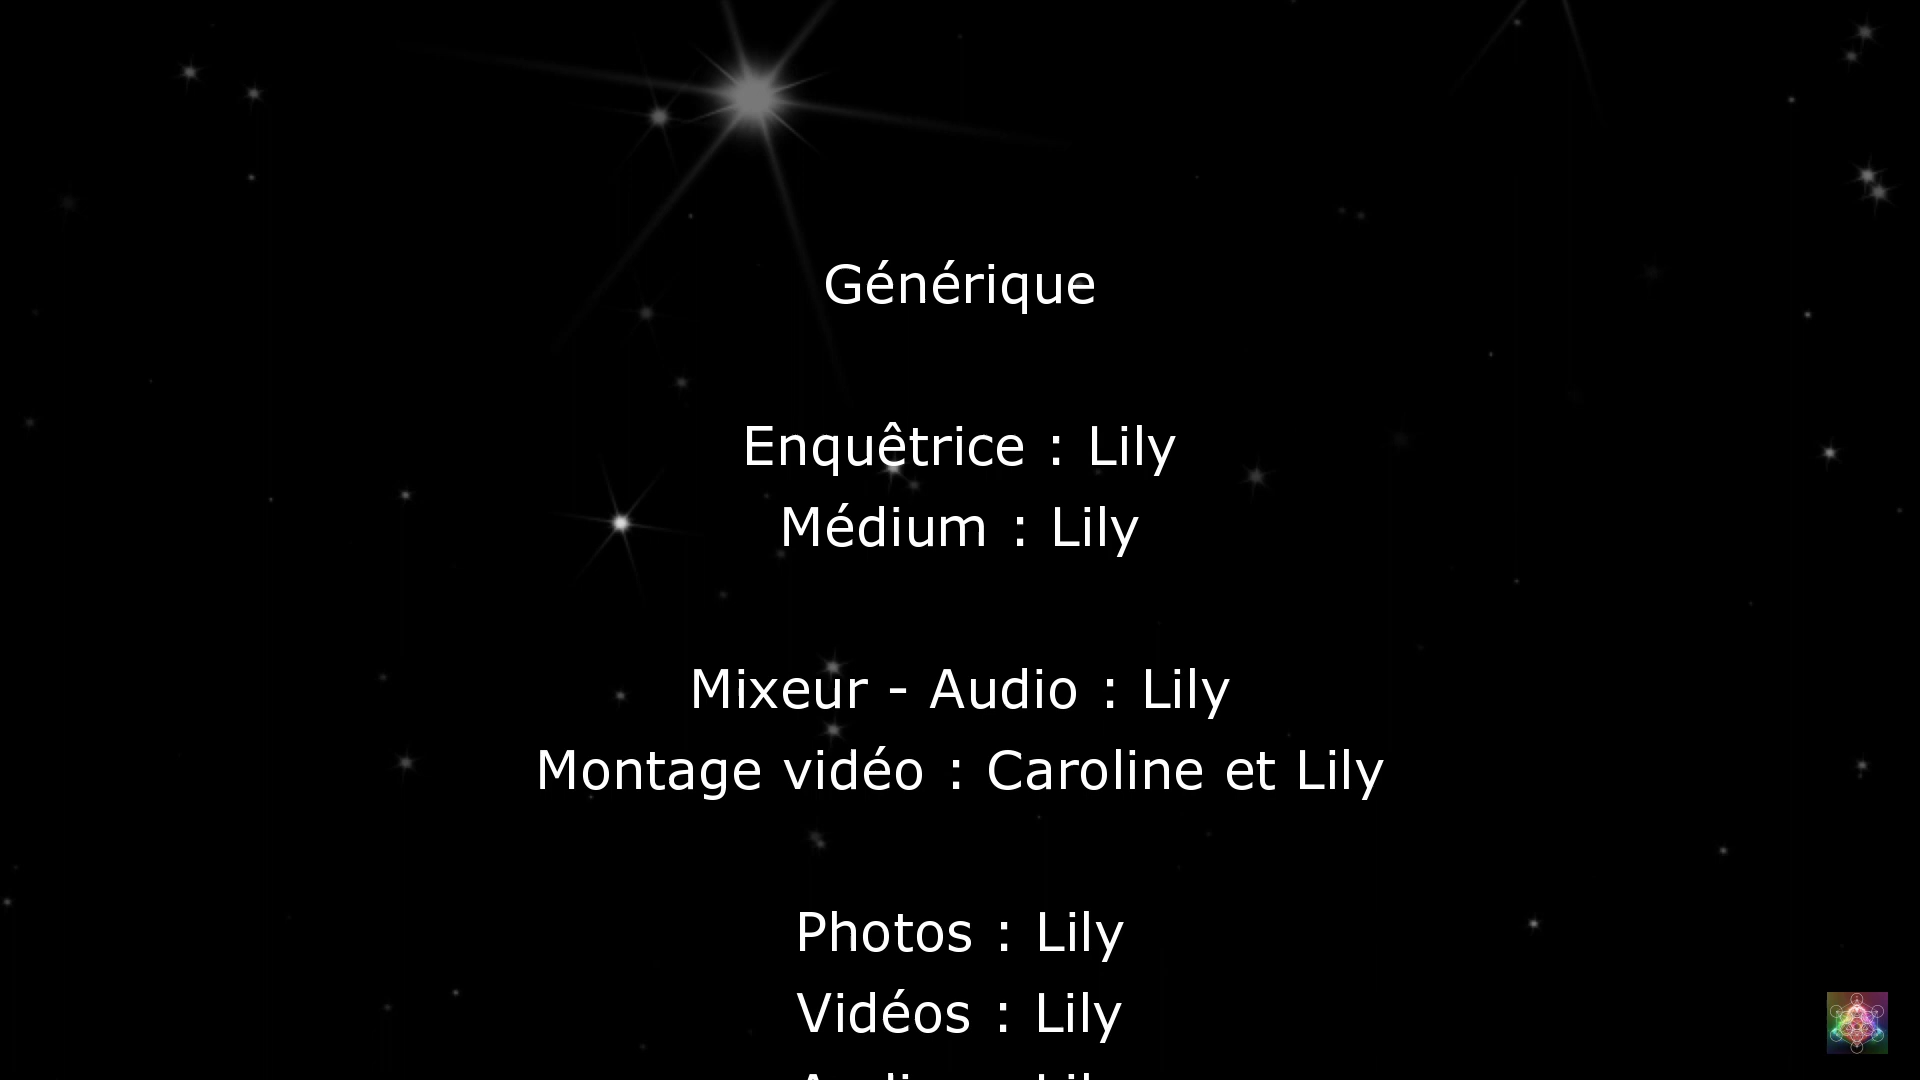 Générique
Enquêtrice : Lily
Médium : Lily
Mixeur - Audio : Lily
Montage vidéo : Caroline et Lily
Photos : Lily
Vidéos : Lily